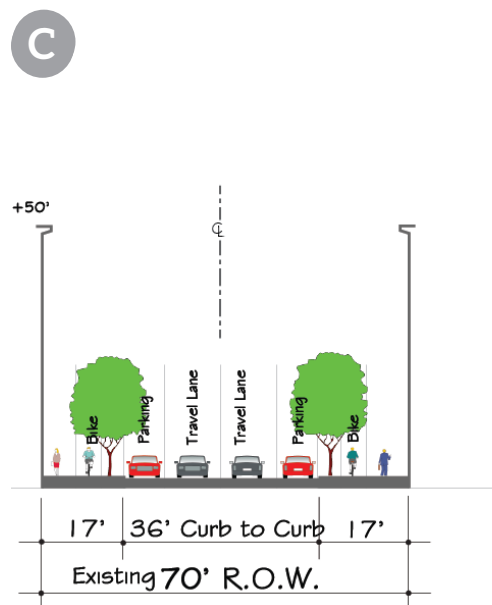 C
+50'
℄
Bike
Parking
Travel Lane
Travel Lane
Parking
Bike
17' 36' Curb to Curb 17'
Existing 70' R.O.W.